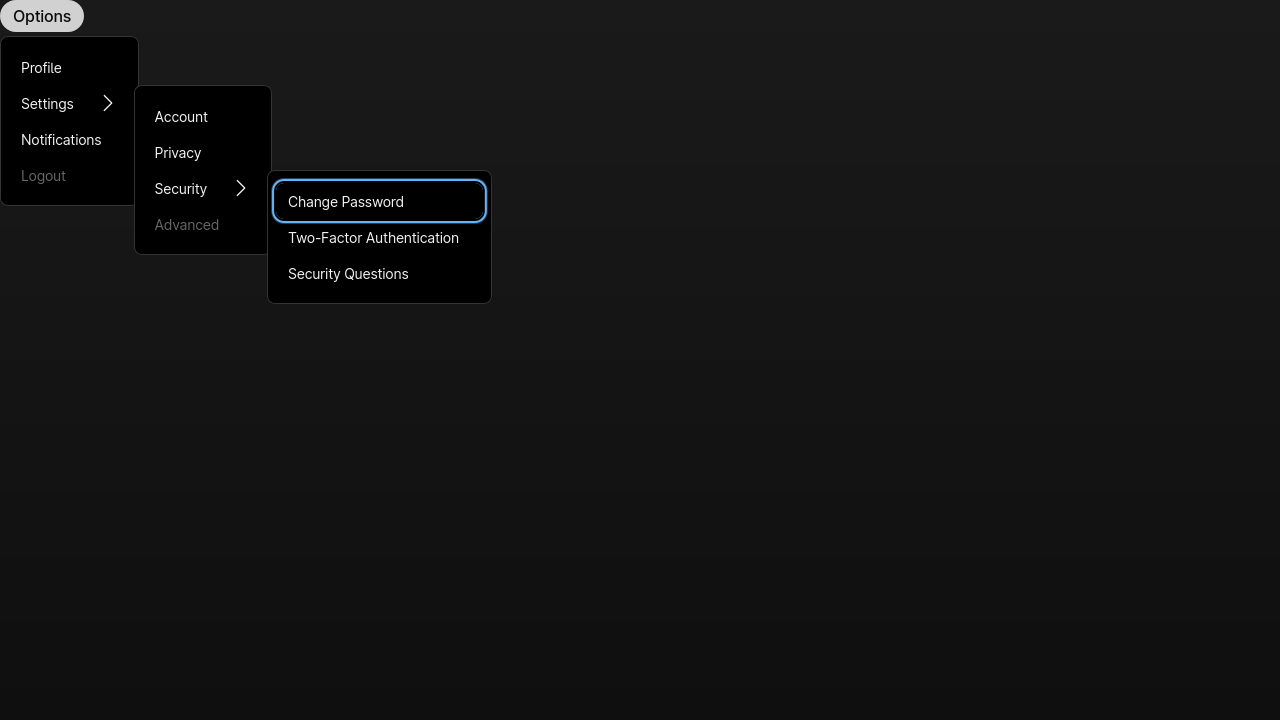 Options
Profile
Settings
Notifications
Logout
Account
Privacy
Security
Advanced
Change Password
Two-Factor Authentication
Security Questions